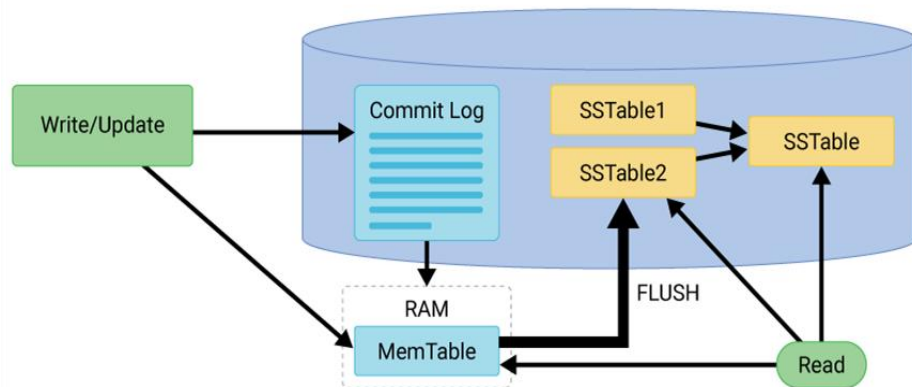 Write/Update
Commit Log
SSTable1
SSTable2
SSTable
RAM
MemTable
FLUSH
Read